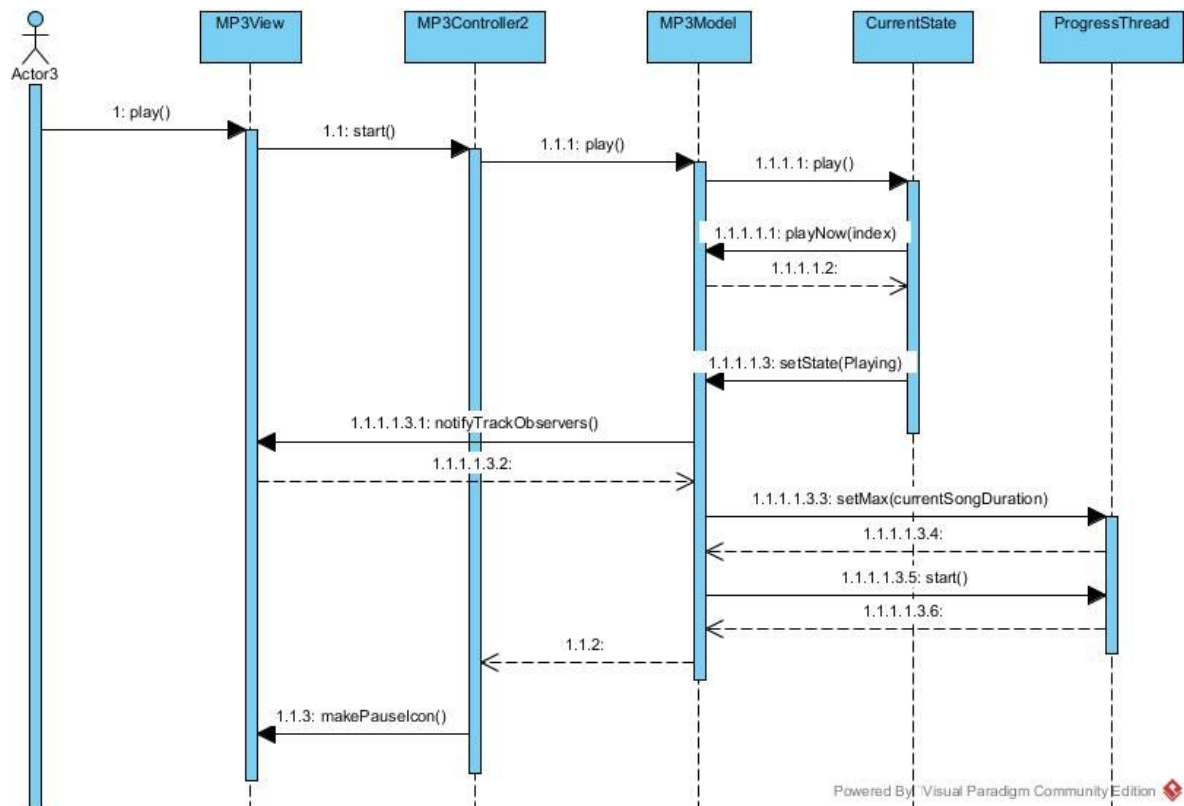 MP3View
MP3Controller2
MP3Model
CurrentState
ProgressThread
Actor3
1: play()
1.1: start()
1.1.1: play()
1.1.1.1: play()
1.1.1.1.1: playNow(index)
1.1.1.1.2:
1.1.1.1.3: setState(Playing)
1.1.1.1.3.1: notifyTrackObservers()
1.1.1.1.3.2:
1.1.1.1.3.3: setMax(currentSongDuration)
1.1.1.1.3.4:
1.1.1.1.3.5: start()
1.1.1.1.3.6:
1.1.2:
1.1.3: makePauseIcon()
Powered By Visual Paradigm Community Edition